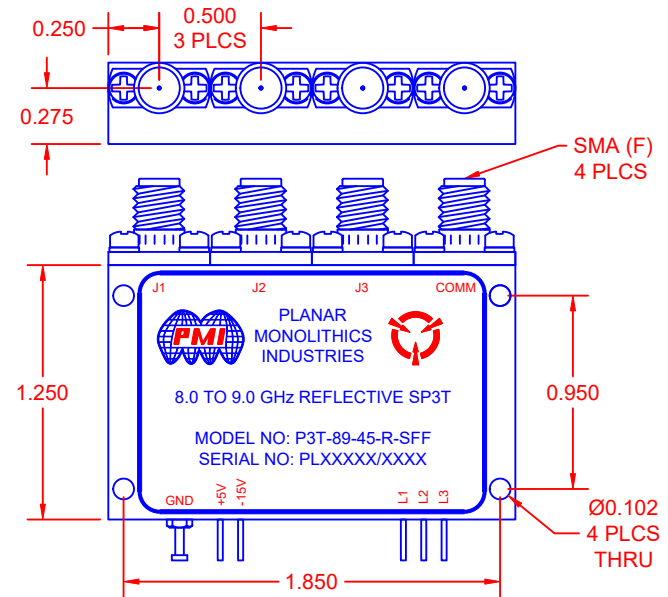 0.500
0.250
3 PLCS
0.275
SMA (F)
4 PLCS
J1
J2
J3
COMM
PMI
PLANAR
MONOLITHICS
INDUSTRIES
1.250
0.950
8.0 TO 9.0 GHz REFLECTIVE SP3T
MODEL NO: P3T-89-45-R-SFF
SERIAL NO: PLXXXXX/XXXX
GND
+5V
-15V
L1
L2
L3
Ø0.102
4 PLCS
THRU
1.850